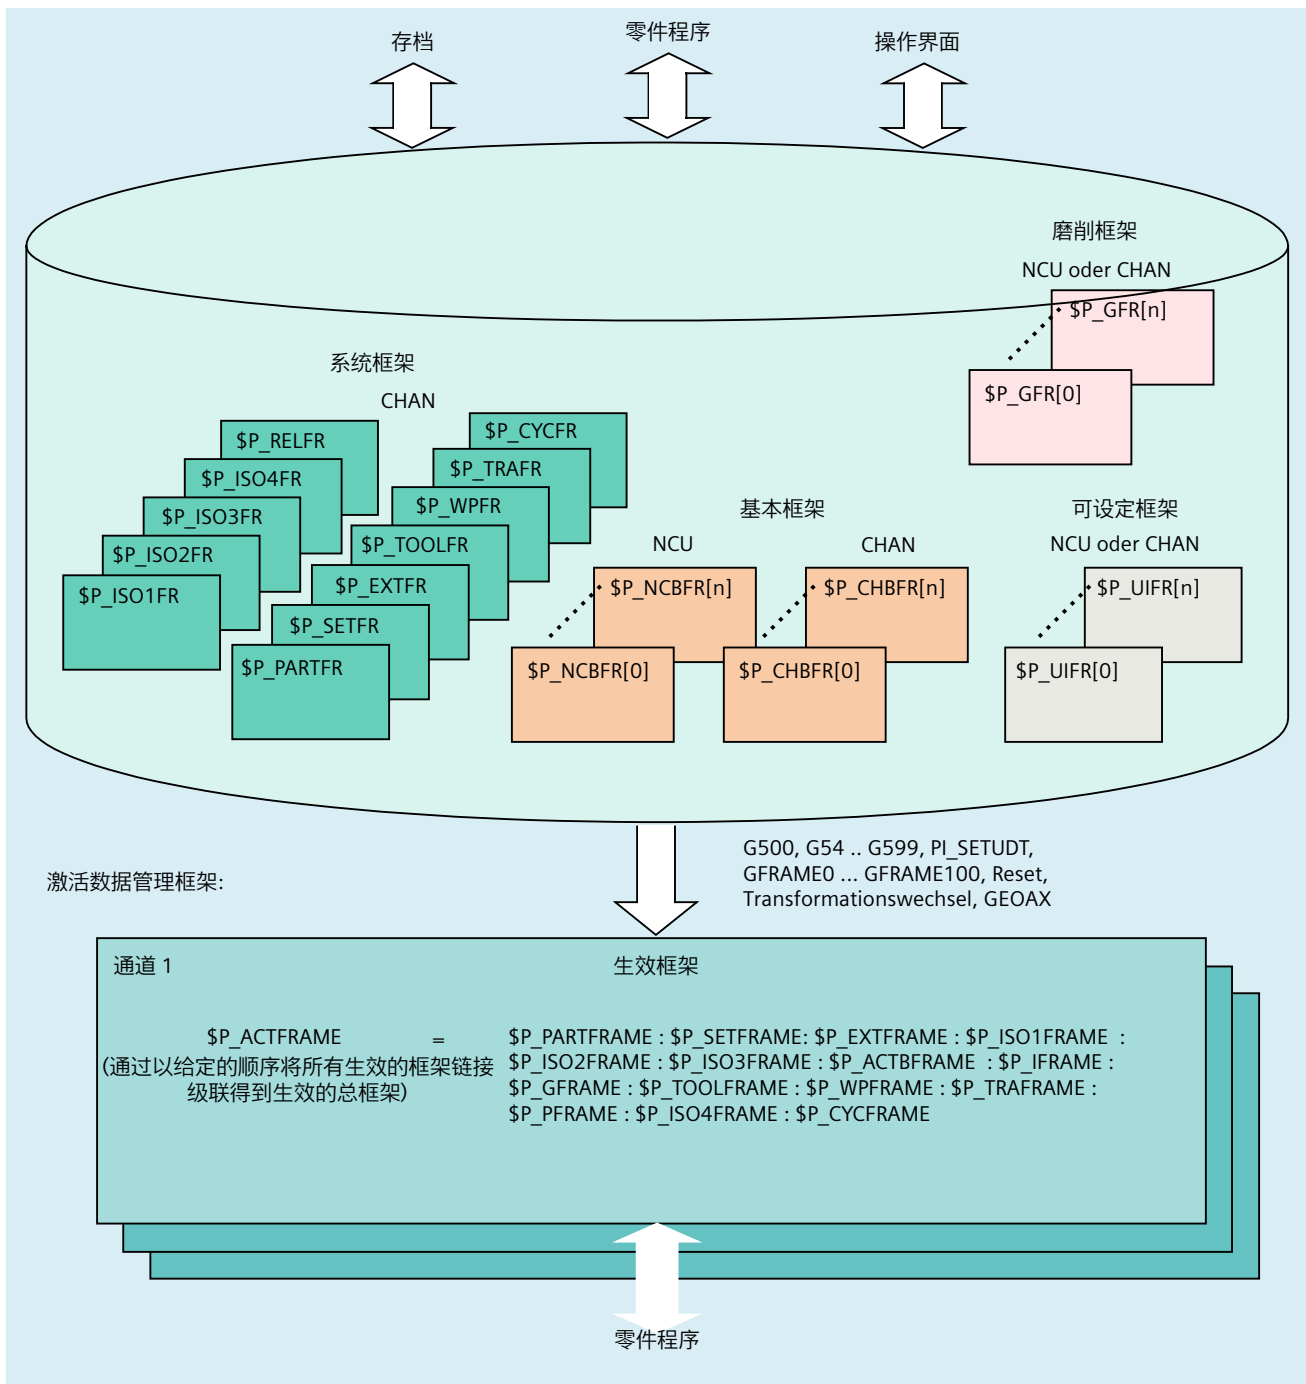 存档
零件程序
操作界面
磨削框架
NCU oder CHAN
$P_GFR[n]
$P_GFR[0]
系统框架
CHAN
$P_RELFR
$P_ISO4FR
$P_ISO3FR
$P_ISO2FR
$P_ISO1FR
$P_CYCFR
$P_TRAFR
$P_WPFR
$P_TOOLFR
$P_EXTFR
$P_SETFR
$P_PARTFR
基本框架
NCU
CHAN
$P_NCBFR[n]
$P_NCBFR[0]
$P_CHBFR[n]
$P_CHBFR[0]
可设定框架
NCU oder CHAN
$P_UIFR[n]
$P_UIFR[0]
激活数据管理框架:
G500, G54 .. G599, PI_SETUDT,
GFRAME0 ... GFRAME100, Reset,
Transformationswechsel, GEOAX
通道 1
生效框架
$P_ACTFRAME
(通过以给定的顺序将所有生效的框架链接
级联得到生效的总框架)
=
$P_PARTFRAME : $P_SETFRAME: $P_EXTFRAME : $P_ISO1FRAME :
$P_ISO2FRAME : $P_ISO3FRAME : $P_ACTBFRAME : $P_IFRAME :
$P_GFRAME : $P_TOOLFRAME : $P_WPFRAME : $P_TRAFRAME :
$P_PFRAME : $P_ISO4FRAME : $P_CYCFRAME
零件程序